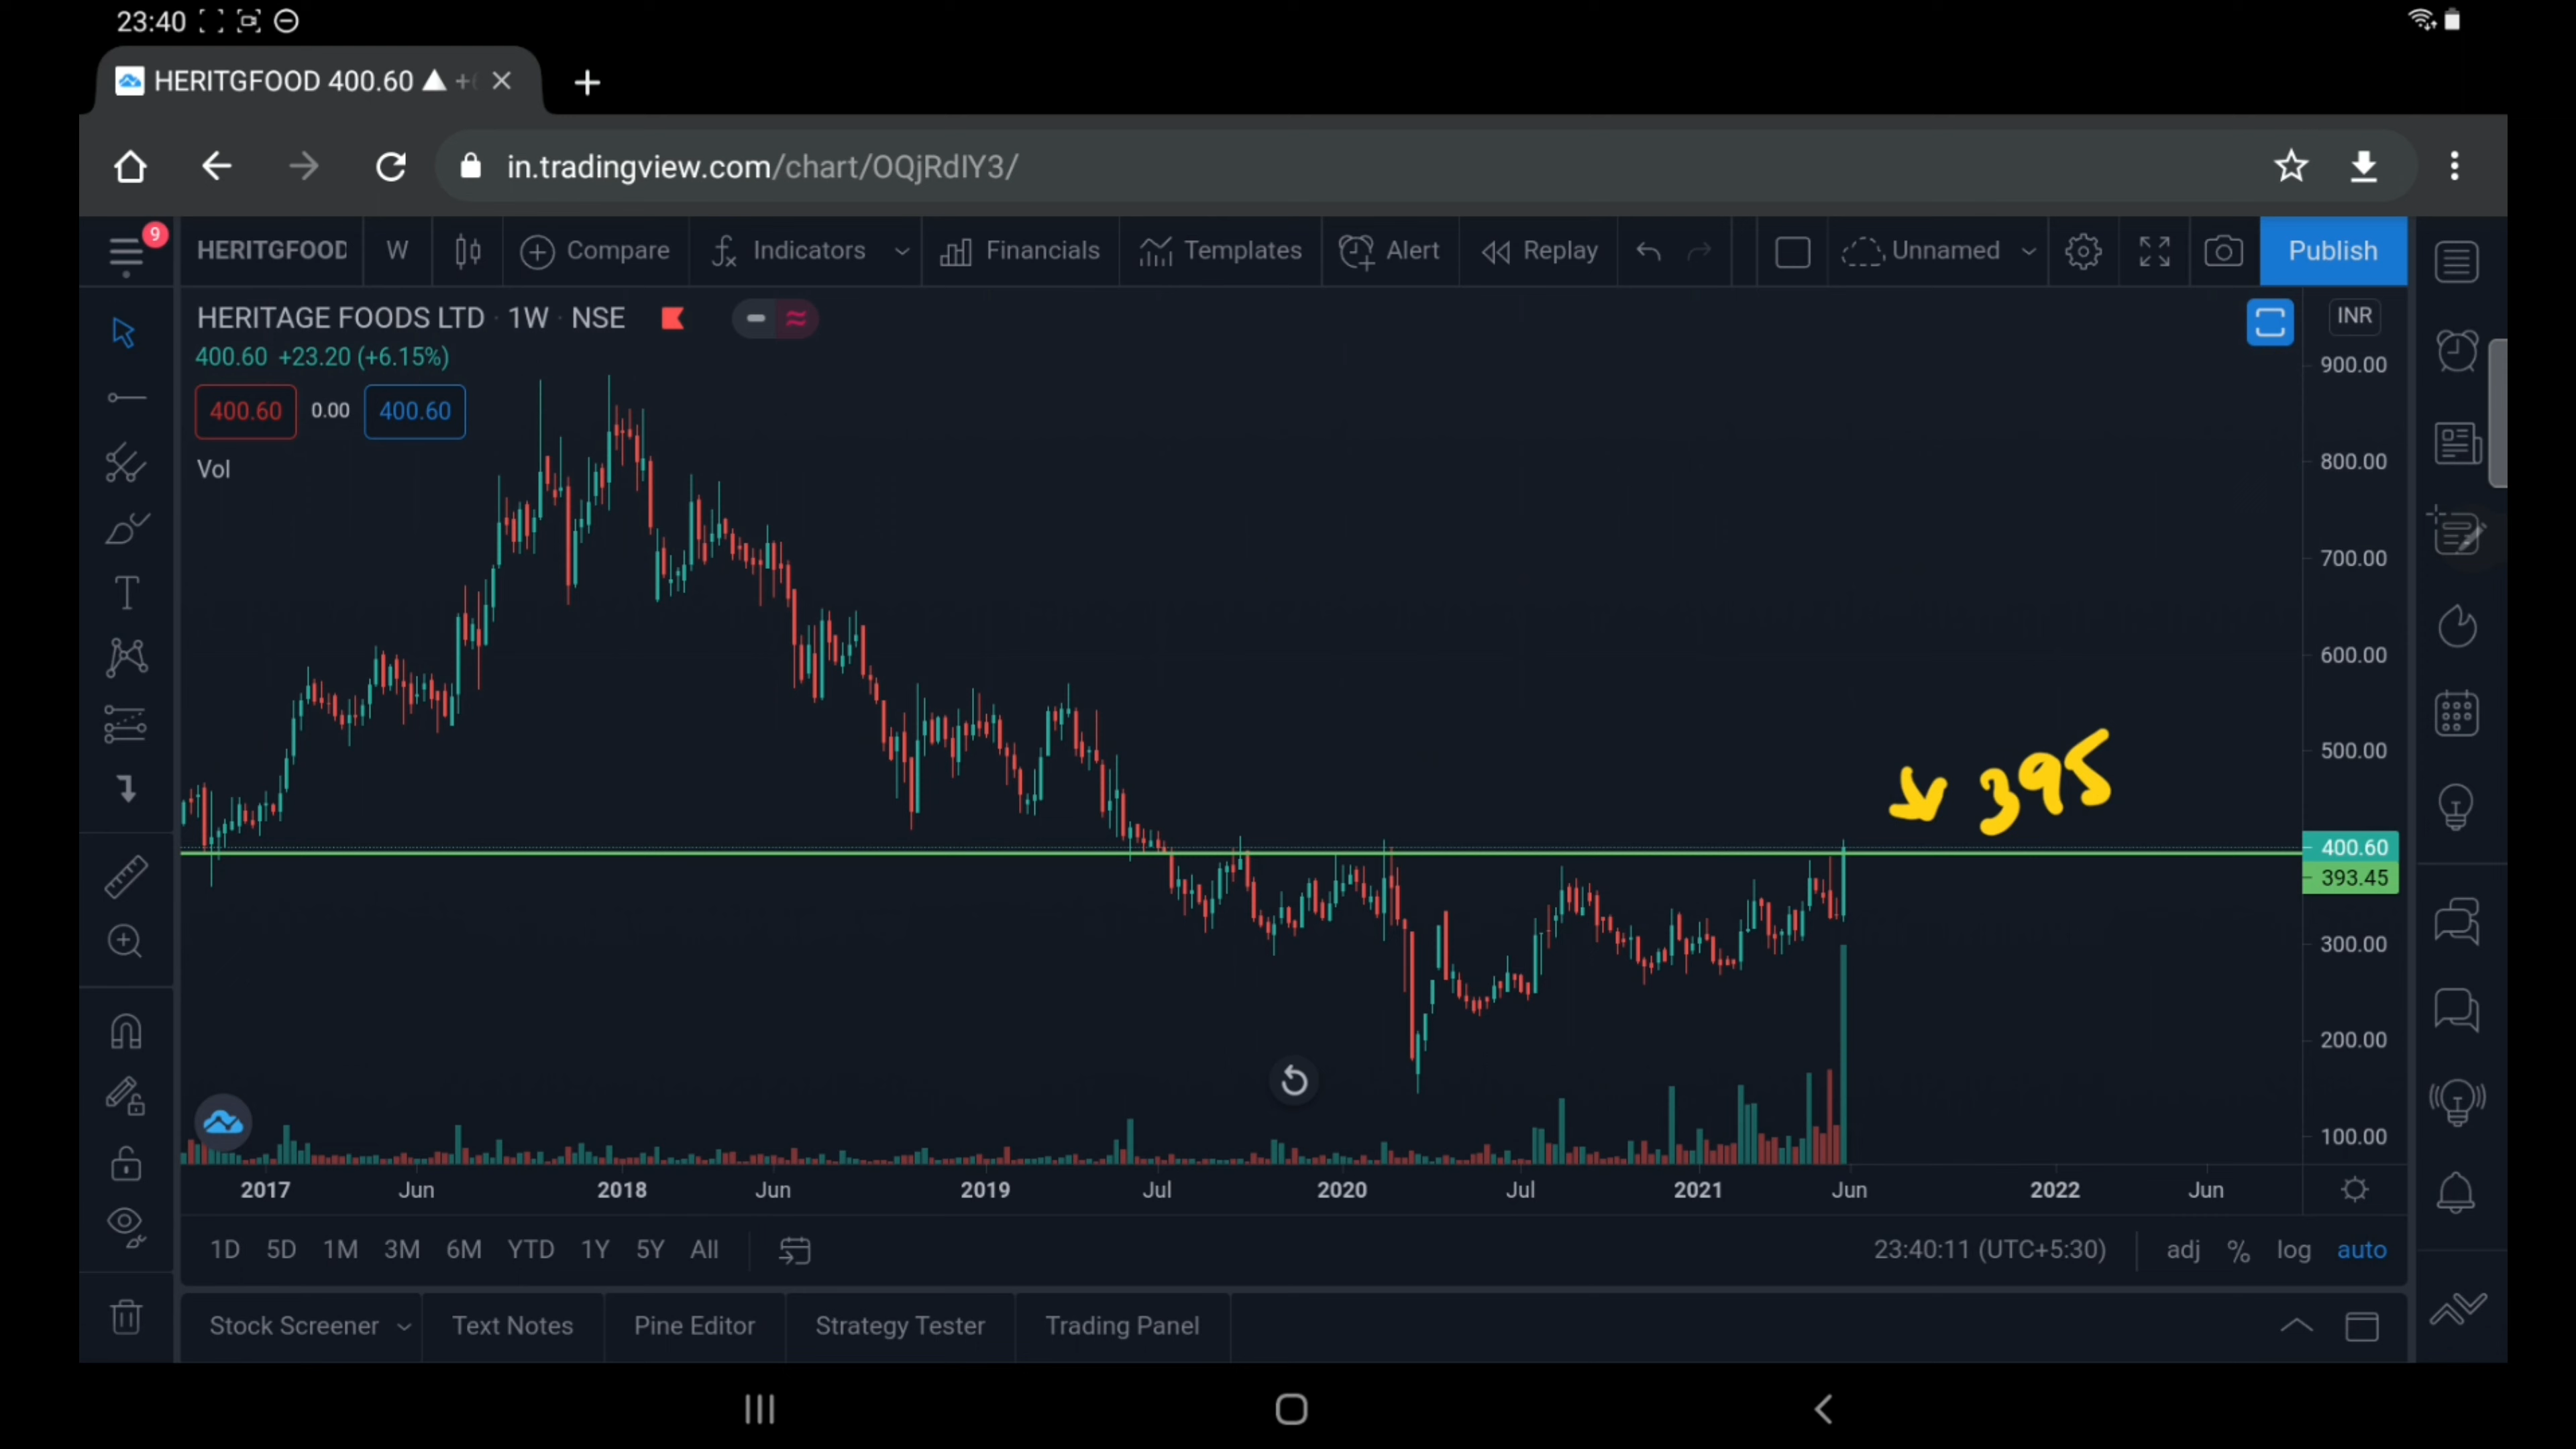 23:40
HERITGFOOD 400.60 ▲ +
in.tradingview.com/chart/OQjRdIY3/
9
HERITGFOOD W Compare Indicators Financials Templates Alert Replay Unnamed Publish
HERITAGE FOODS LTD · 1W · NSE
INR
400.60 +23.20 (+6.15%)
400.60 0.00 400.60
Vol
900.00
800.00
700.00
600.00
500.00
395
400.60
393.45
300.00
200.00
100.00
2017 Jun 2018 Jun 2019 Jul 2020 Jul 2021 Jun 2022 Jun
1D 5D 1M 3M 6M YTD 1Y 5Y All 23:40:11 (UTC+5:30) adj % log auto
Stock Screener Text Notes Pine Editor Strategy Tester Trading Panel